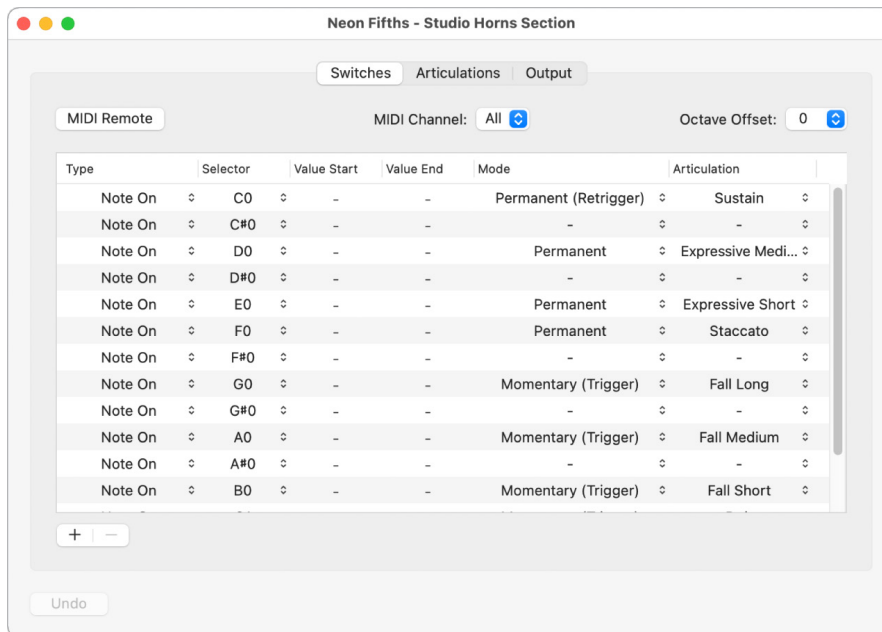 Neon Fifths - Studio Horns Section
Switches Articulations Output
MIDI Remote MIDI Channel: All Octave Offset: 0
Type Selector Value Start Value End Mode Articulation
Note On C0 - - Permanent (Retrigger) Sustain
Note On C#0 - - - -
Note On D0 - - Permanent Expressive Medi...
Note On D#0 - - - -
Note On E0 - - Permanent Expressive Short
Note On F0 - - Permanent Staccato
Note On F#0 - - - -
Note On G0 - - Momentary (Trigger) Fall Long
Note On G#0 - - - -
Note On A0 - - Momentary (Trigger) Fall Medium
Note On A#0 - - - -
Note On B0 - - Momentary (Trigger) Fall Short
+ −
Undo